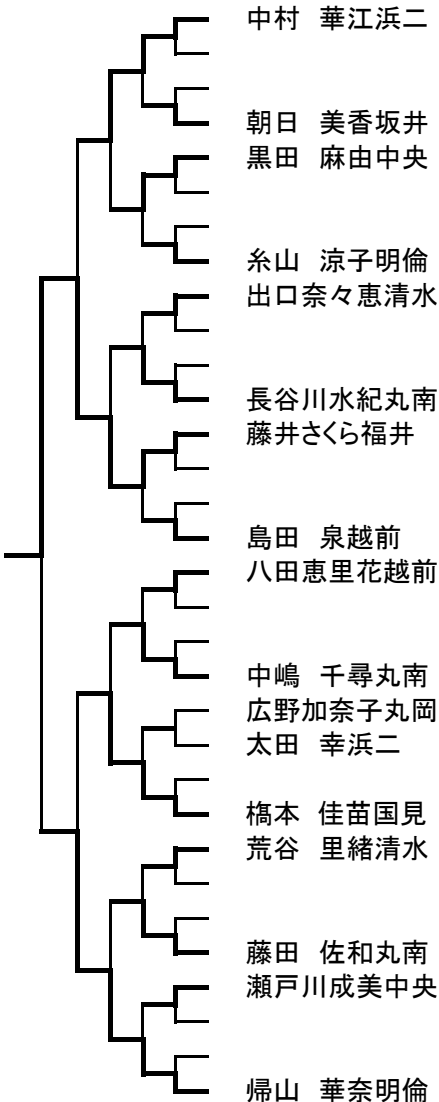 中村　華江浜二
朝日　美香坂井
黒田　麻由中央
糸山　涼子明倫
出口奈々恵清水
長谷川水紀丸南
藤井さくら福井
島田　泉越前
八田恵里花越前
中嶋　千尋丸南
広野加奈子丸岡
太田　幸浜二
槗本　佳苗国見
荒谷　里緒清水
藤田　佐和丸南
瀬戸川成美中央
帰山　華奈明倫